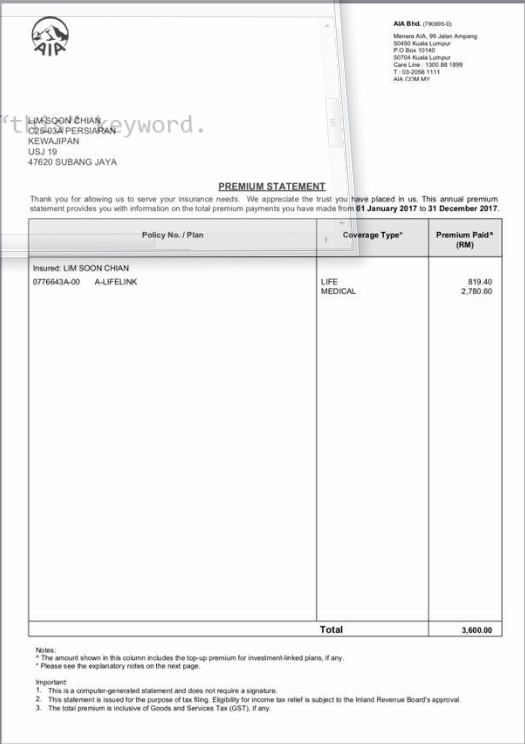 AIA
AIA Bhd. (790895-D)
Menara AIA, 99 Jalan Ampang
50450 Kuala Lumpur
P.O Box 10140
50704 Kuala Lumpur
Care Line : 1300 88 1899
T : 03-2056 1111
AIA.COM.MY
LIM SOON CHIAN
C25-03A PERSIARAN
"this" keyword.
KEWAJIPAN
USJ 19
47620 SUBANG JAYA
PREMIUM STATEMENT
Thank you for allowing us to serve your insurance needs. We appreciate the trust you have placed in us. This annual premium
statement provides you with information on the total premium payments you have made from 01 January 2017 to 31 December 2017.
Policy No. / Plan Coverage Type* Premium Paid^
(RM)
Insured: LIM SOON CHIAN
0776643A-00 A-LIFELINK LIFE 819.40
MEDICAL 2,780.60
Total 3,600.00
Notes:
^ The amount shown in this column includes the top-up premium for investment-linked plans, if any.
* Please see the explanatory notes on the next page.
Important:
1. This is a computer-generated statement and does not require a signature.
2. This statement is issued for the purpose of tax filing. Eligibility for income tax relief is subject to the Inland Revenue Board's approval.
3. The total premium is inclusive of Goods and Services Tax (GST), if any.